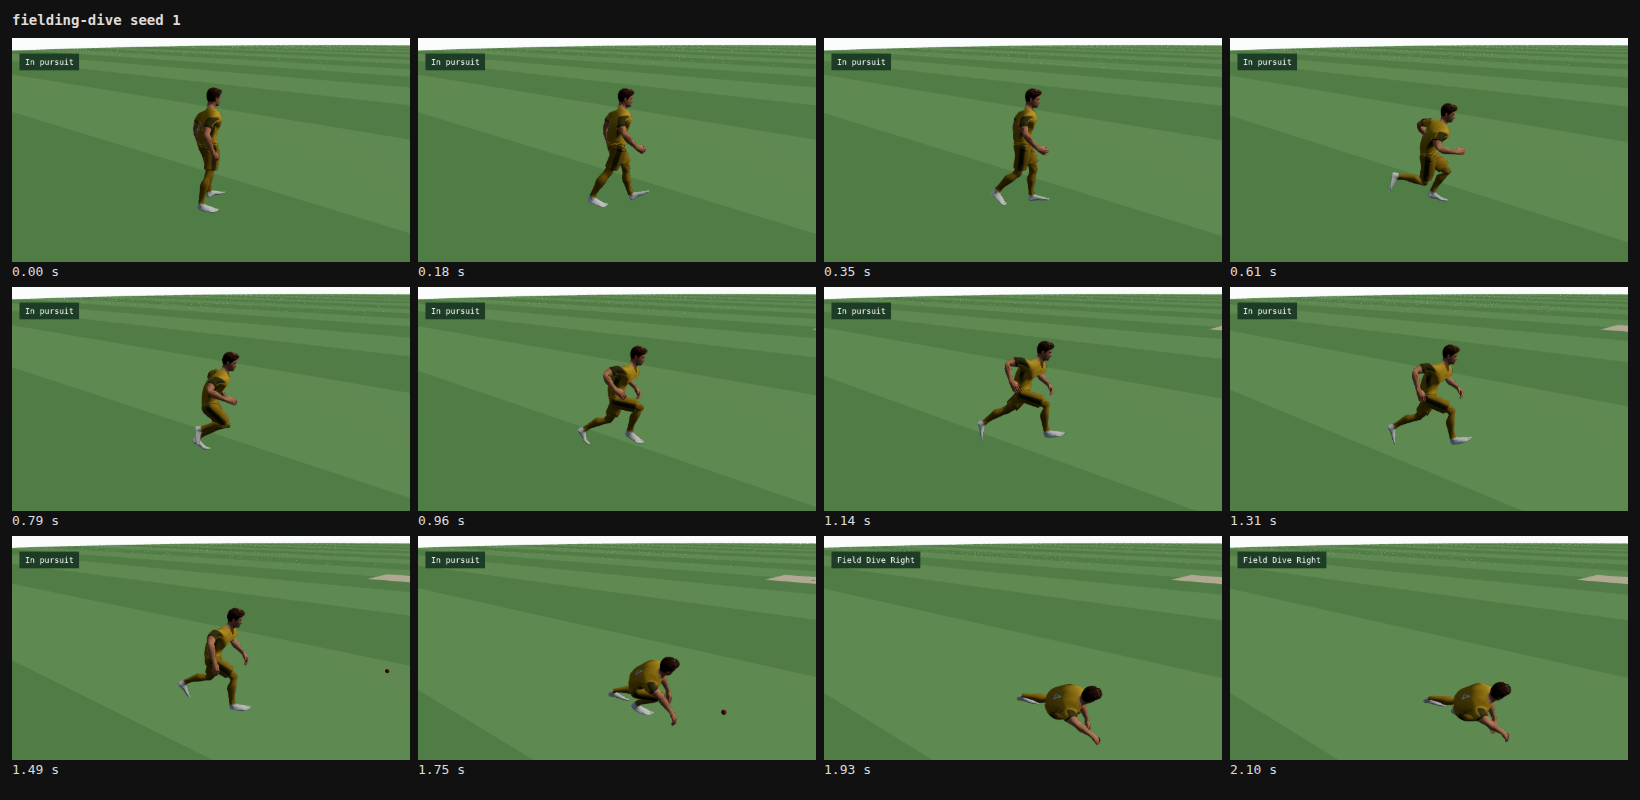 fielding-dive seed 1
In pursuit
In pursuit
In pursuit
In pursuit
0.00 s
0.18 s
0.35 s
0.61 s
In pursuit
In pursuit
In pursuit
In pursuit
0.79 s
0.96 s
1.14 s
1.31 s
In pursuit
In pursuit
Field Dive Right
Field Dive Right
1.49 s
1.75 s
1.93 s
2.10 s